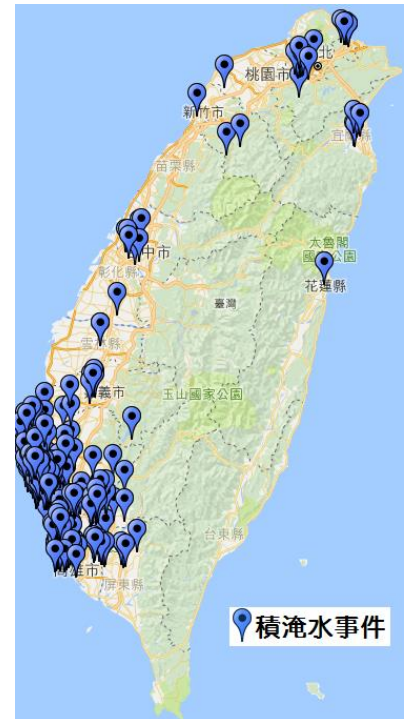 北
桃園市
新竹市
宜
縣
苗栗縣
中市
太魯閣
國
公園
彰化縣
花蓮縣
臺灣
雲林縣
義市
玉山國家公園
台東縣
高雄市
屏東縣
積淹水事件